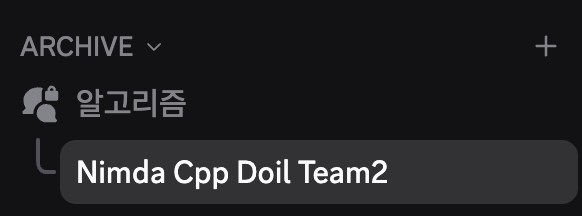 ARCHIVE
알고리즘
Nimda Cpp Doil Team2